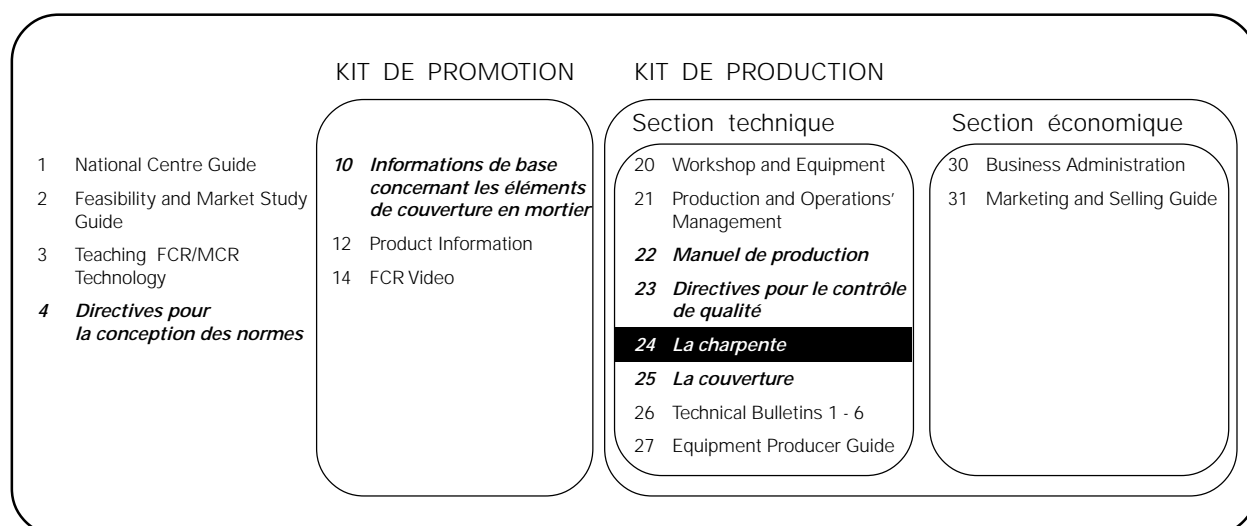 1 National Centre Guide
2 Feasibility and Market Study
Guide
3 Teaching FCR/MCR
Technology
4 Directives pour
la conception des normes
KIT DE PROMOTION
10 Informations de base
concernant les éléments
de couverture en mortier
12 Product Information
14 FCR Video
KIT DE PRODUCTION
Section technique
20 Workshop and Equipment
21 Production and Operations'
Management
22 Manuel de production
23 Directives pour le contrôle
de qualité
24 La charpente
25 La couverture
26 Technical Bulletins 1 - 6
27 Equipment Producer Guide
Section économique
30 Business Administration
31 Marketing and Selling Guide